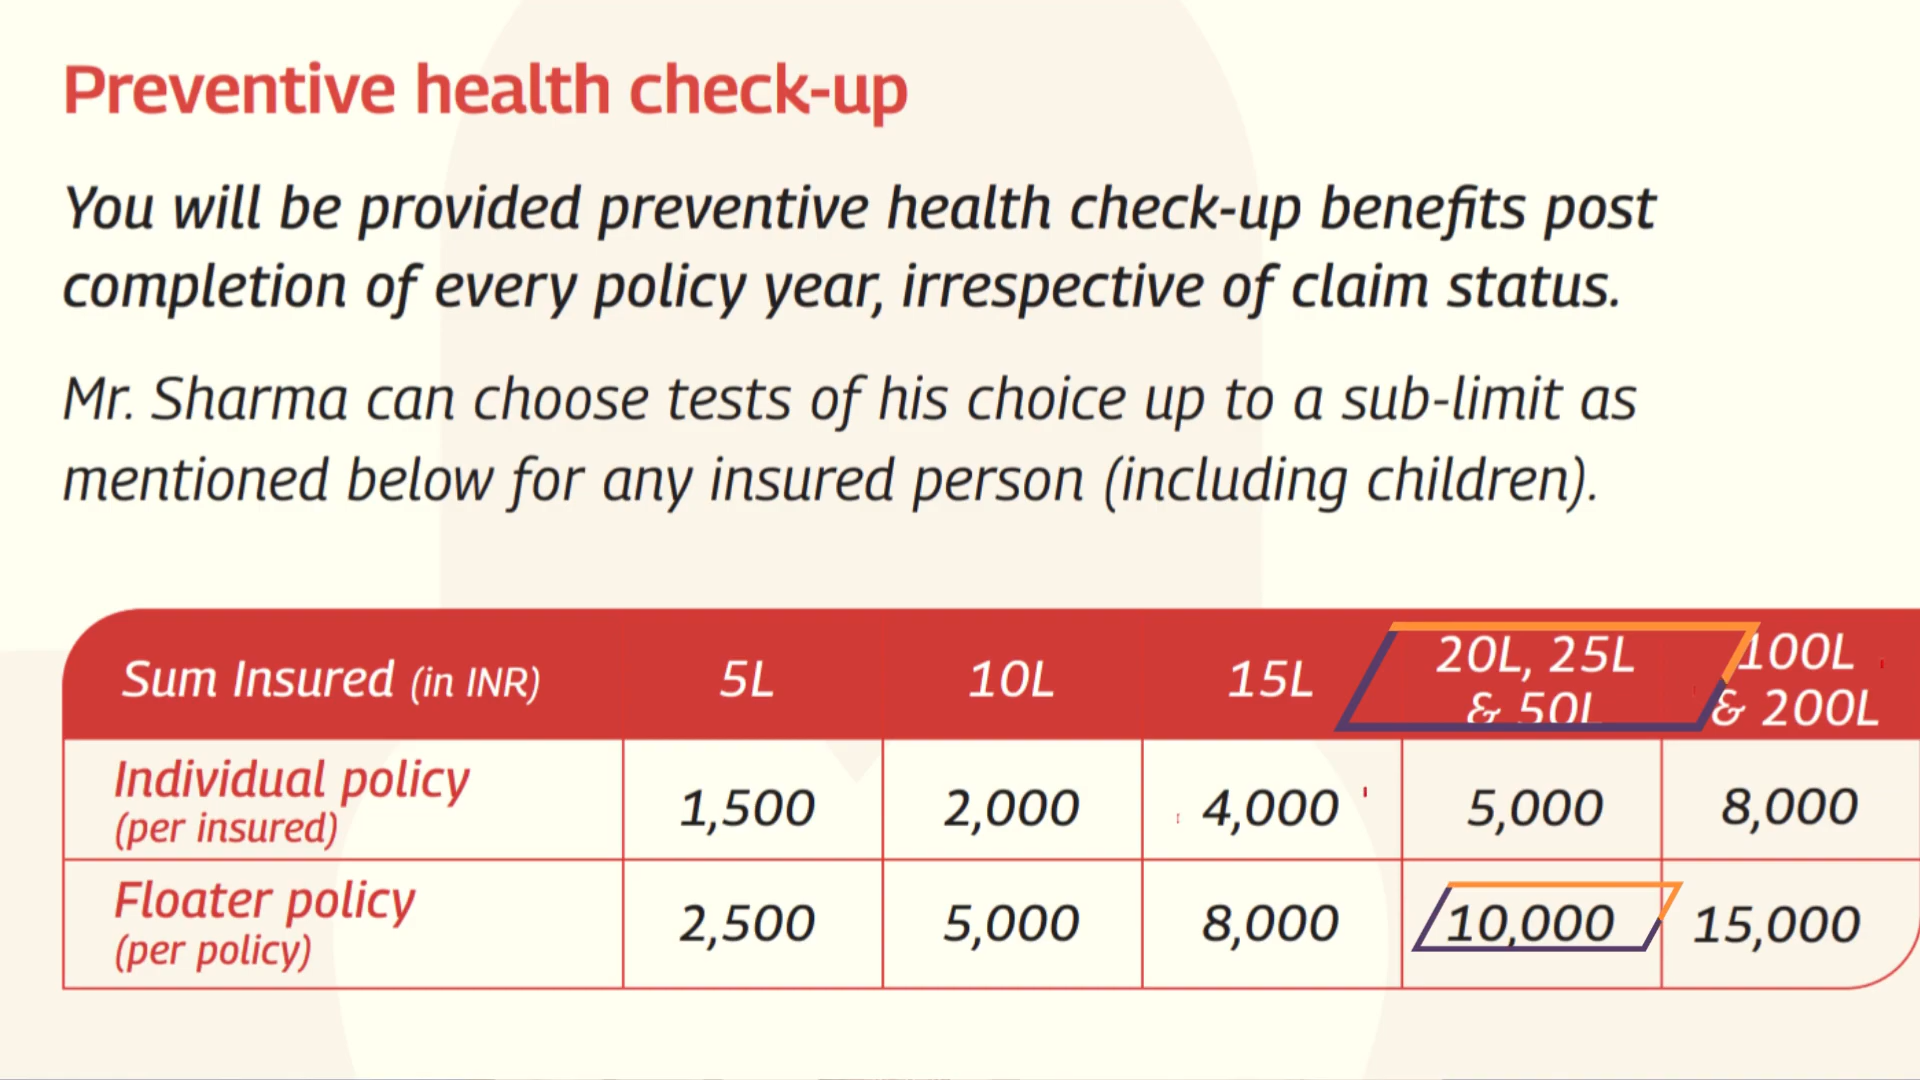 Preventive health check-up
You will be provided preventive health check-up benefits post
completion of every policy year, irrespective of claim status.
Mr. Sharma can choose tests of his choice up to a sub-limit as
mentioned below for any insured person (including children).
Sum Insured (in INR) 5L 10L 15L 20L, 25L & 50L 100L & 200L
Individual policy (per insured) 1,500 2,000 4,000 5,000 8,000
Floater policy (per policy) 2,500 5,000 8,000 10,000 15,000